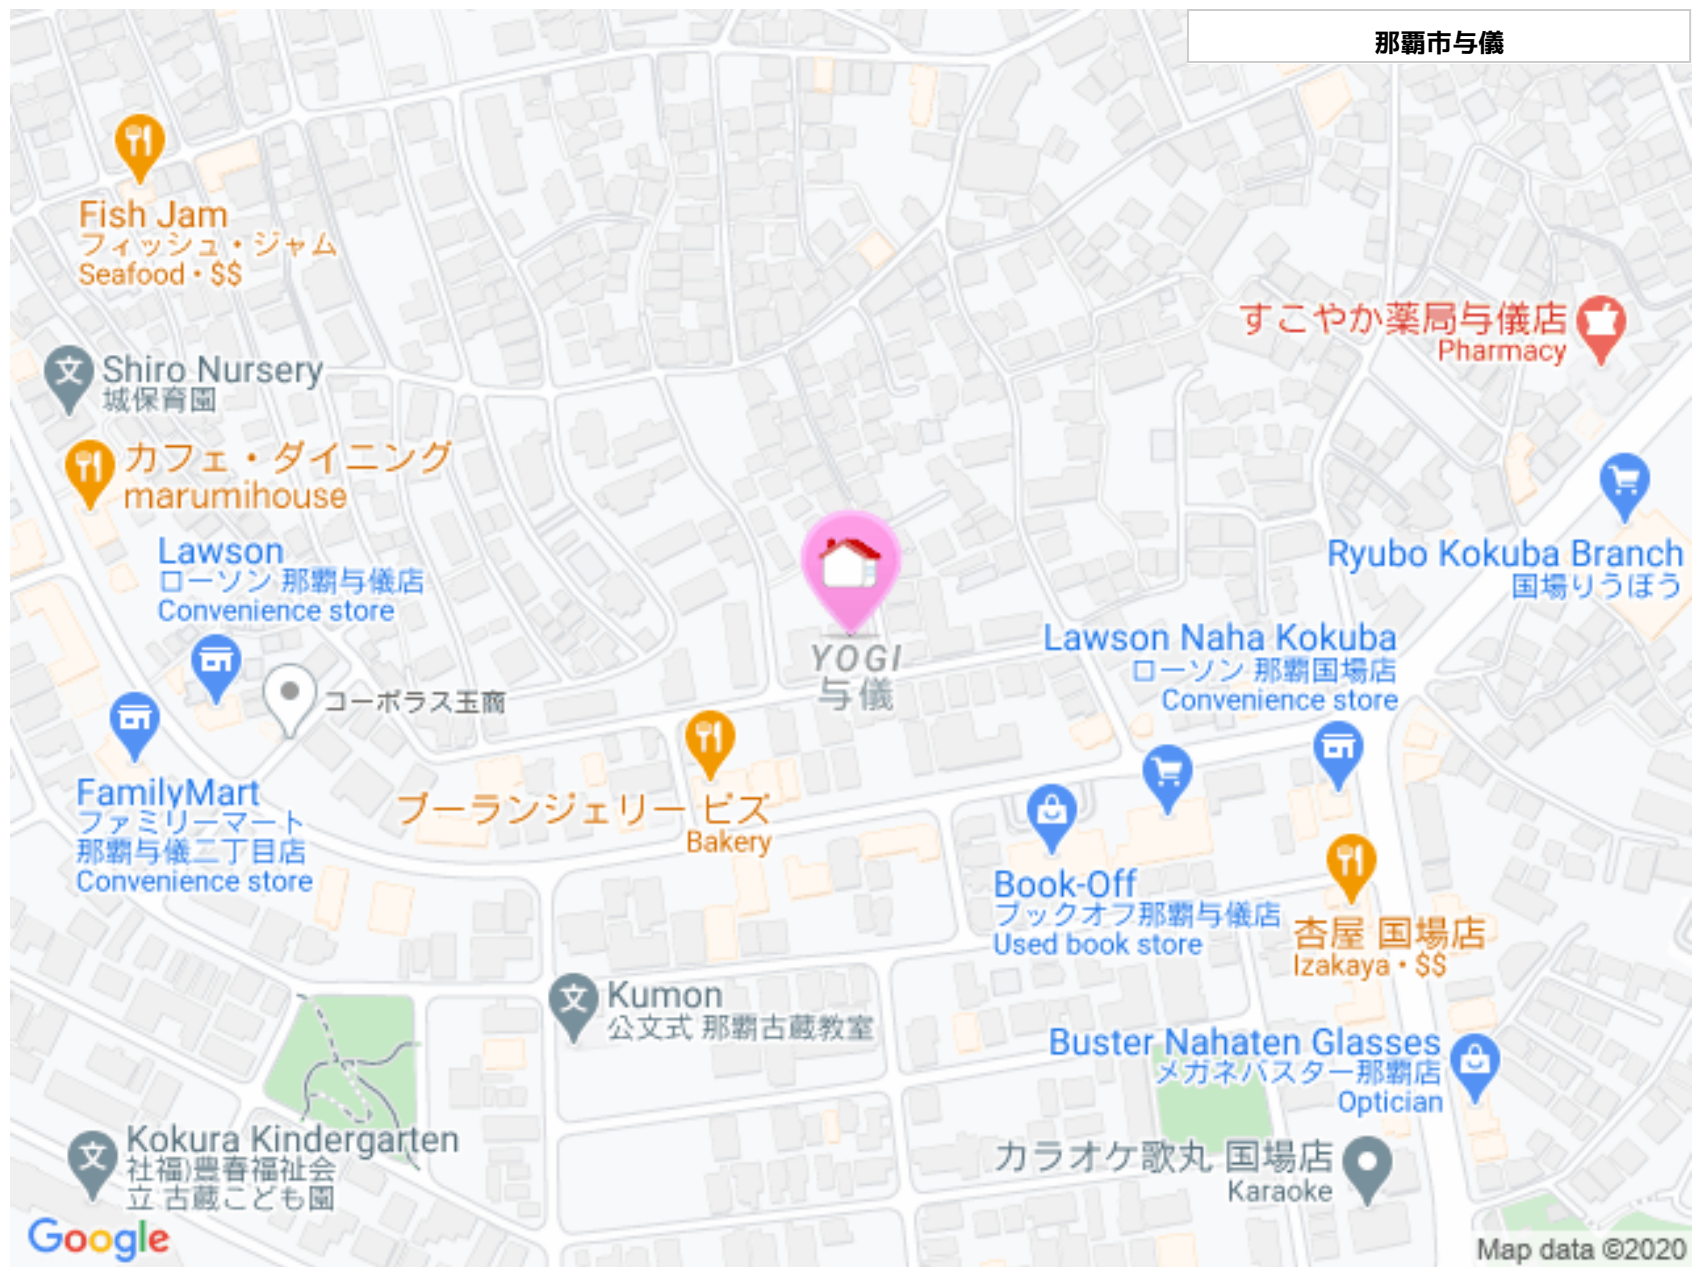 那覇市与儀
Fish Jam
フィッシュ・ジャム
Seafood • $$
すこやか薬局与儀店
Pharmacy
Shiro Nursery
城保育園
カフェ・ダイニング
marumihouse
Lawson
ローソン 那覇与儀店
Convenience store
Ryubo Kokuba Branch
国場りうぼう
YOGI
与儀
Lawson Naha Kokuba
ローソン 那覇国場店
Convenience store
コーポラス玉商
FamilyMart
ファミリーマート
那覇与儀二丁目店
Convenience store
ブーランジェリー ビズ
Bakery
Book-Off
ブックオフ那覇与儀店
Used book store
杏屋 国場店
Izakaya • $$
Kumon
公文式 那覇古蔵教室
Buster Nahaten Glasses
メガネバスター那覇店
Optician
Kokura Kindergarten
社福)豊春福祉会
立 古蔵こども園
カラオケ歌丸 国場店
Karaoke
Google
Map data ©2020